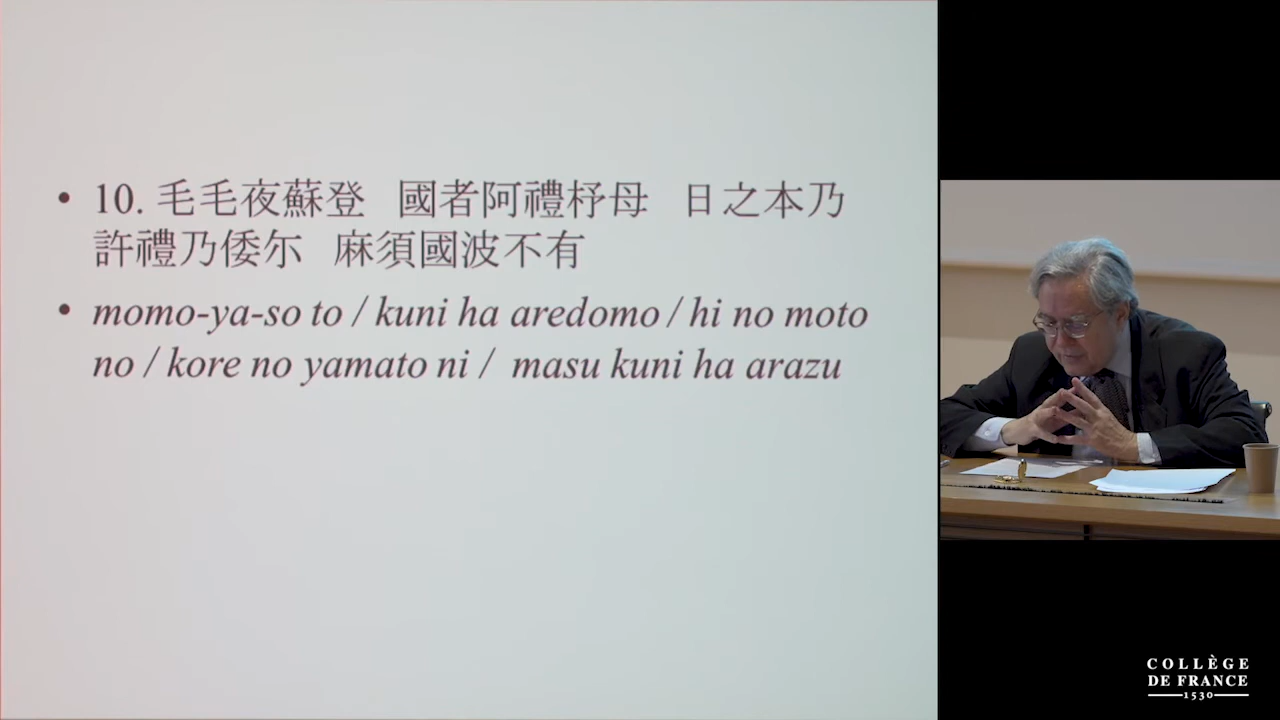 • 10. 毛毛夜蘇登 國者阿禮杼母 日之本乃
許禮乃倭尓 麻須國波不有
• momo-ya-so to / kuni ha aredomo / hi no moto
no / kore no yamato ni / masu kuni ha arazu
COLLÈGE
DE FRANCE
1530